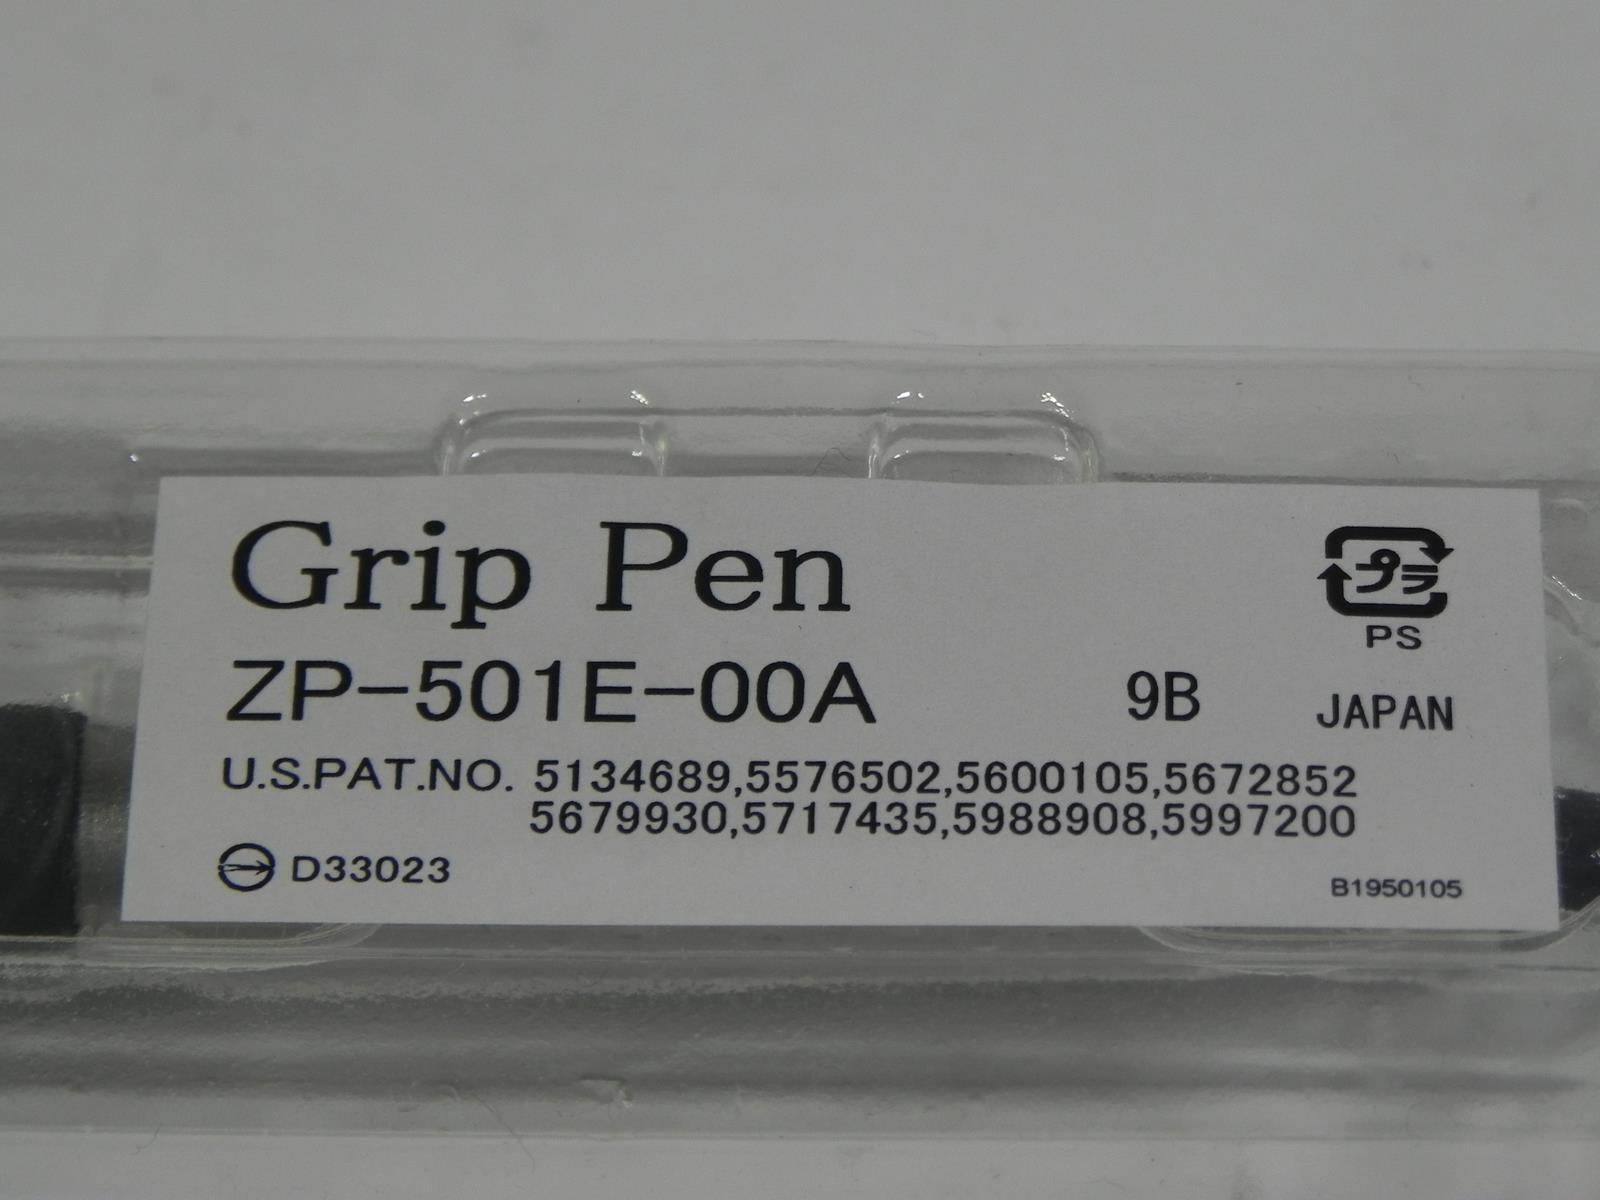 Grip Pen
プラ
PS
ZP-501E-00A 9B JAPAN
U.S.PAT.NO. 5134689,5576502,5600105,5672852
5679930,5717435,5988908,5997200
D33023
B1950105